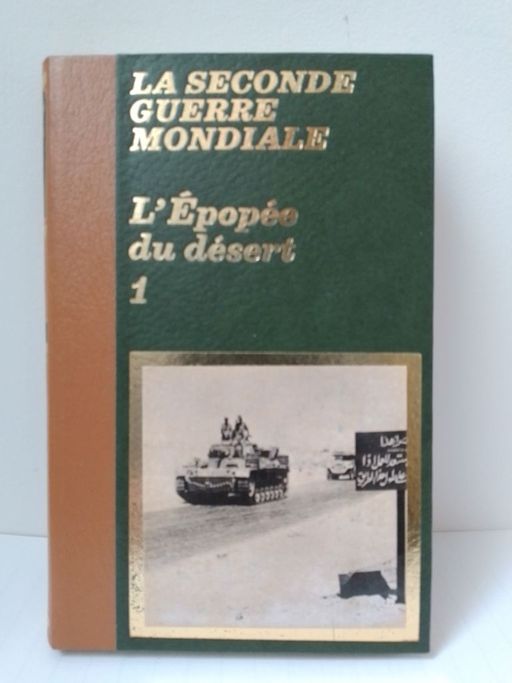 LA SECONDE
GUERRE
MONDIALE
L'Épopée
du désert
1